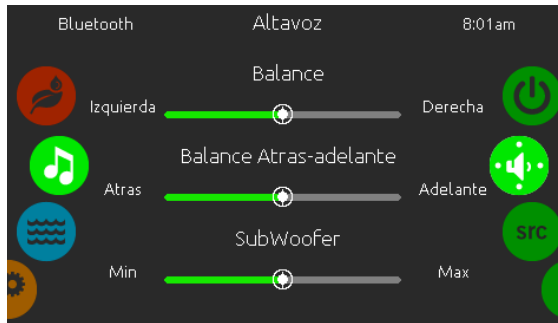 Bluetooth Altavoz 8:01am
Balance
Izquierda Derecha
Balance Atras-adelante
Atras Adelante
src
SubWoofer
Min Max